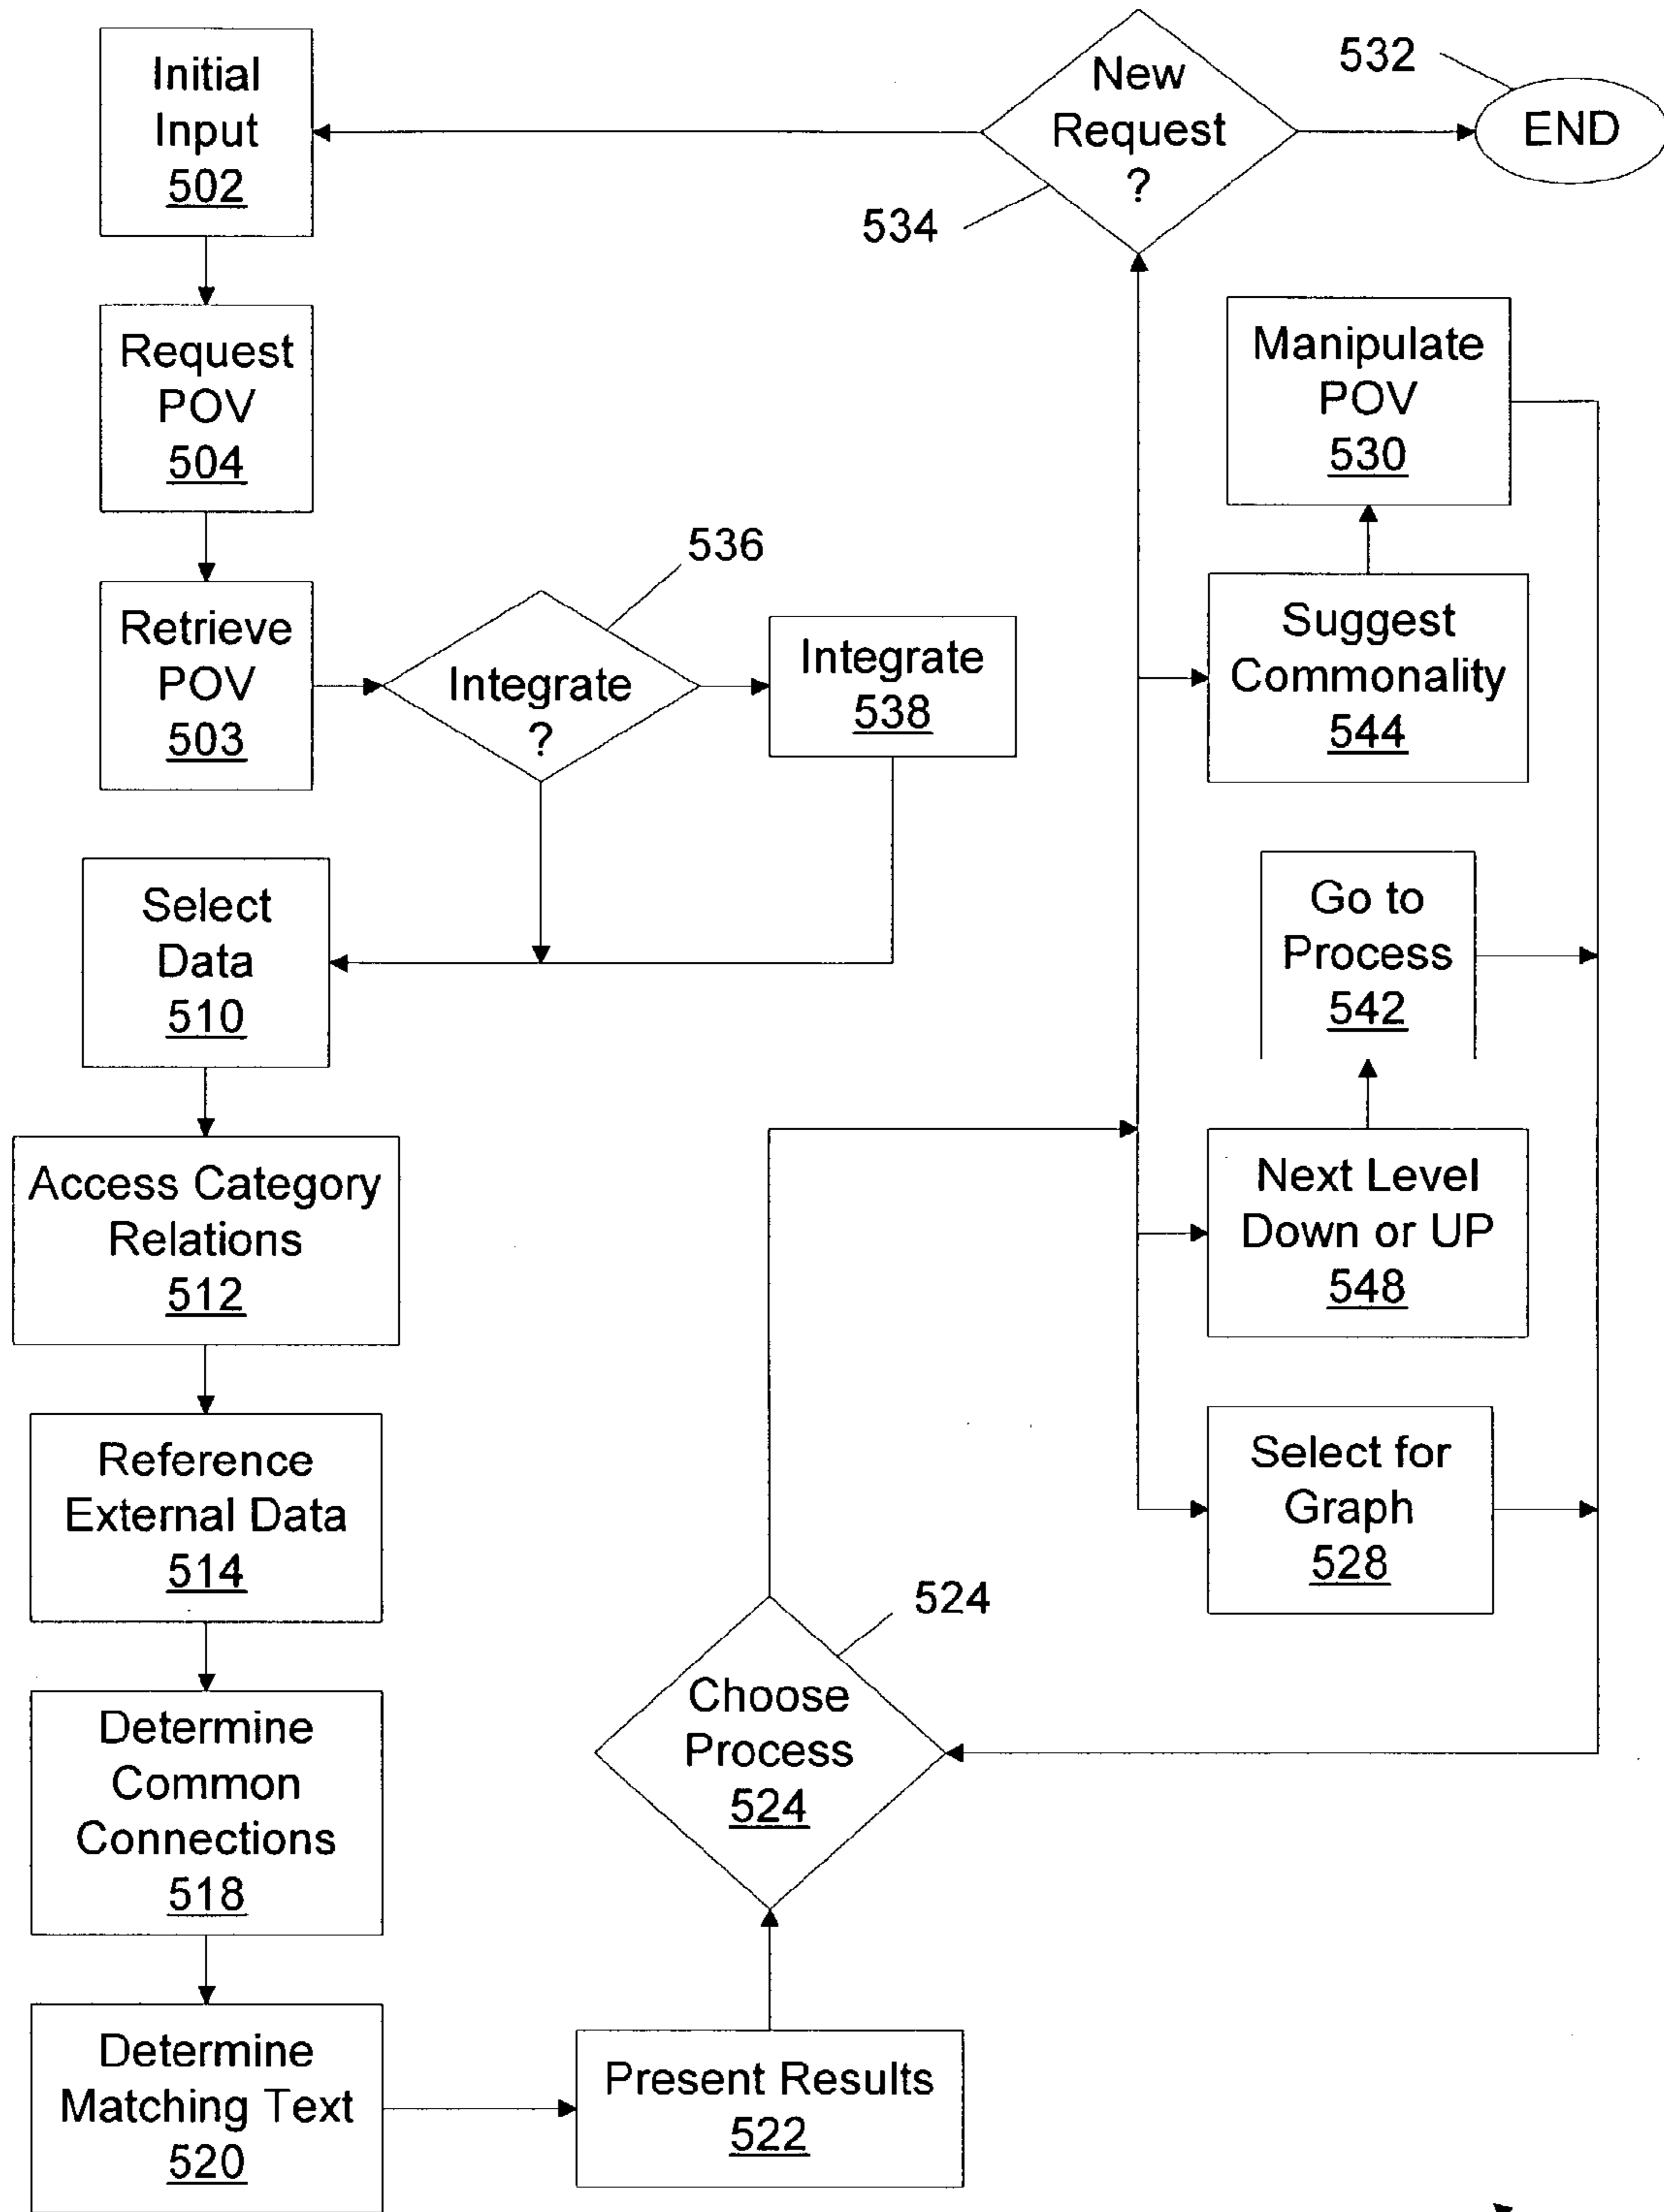 Initial
Input
502
Request
POV
504
Retrieve
POV
503
Integrate
?
536
Integrate
538
Select
Data
510
Access Category
Relations
512
Reference
External Data
514
Determine
Common
Connections
518
Determine
Matching Text
520
Present Results
522
Choose
Process
524
524
New
Request
?
534
532
END
Manipulate
POV
530
Suggest
Commonality
544
Go to
Process
542
Next Level
Down or UP
548
Select for
Graph
528